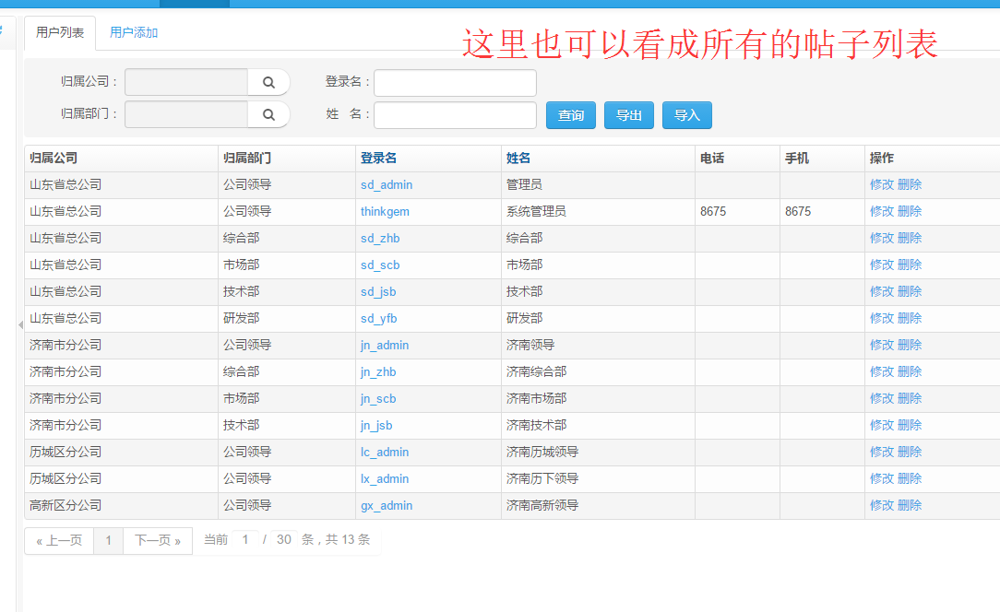 用户列表 用户添加
这里也可以看成所有的帖子列表
归属公司： 登录名：
归属部门： 姓 名： 查询 导出 导入
归属公司 归属部门 登录名 姓名 电话 手机 操作
山东省总公司 公司领导 sd_admin 管理员 修改 删除
山东省总公司 公司领导 thinkgem 系统管理员 8675 8675 修改 删除
山东省总公司 综合部 sd_zhb 综合部 修改 删除
山东省总公司 市场部 sd_scb 市场部 修改 删除
山东省总公司 技术部 sd_jsb 技术部 修改 删除
山东省总公司 研发部 sd_yfb 研发部 修改 删除
济南市分公司 公司领导 jn_admin 济南领导 修改 删除
济南市分公司 综合部 jn_zhb 济南综合部 修改 删除
济南市分公司 市场部 jn_scb 济南市场部 修改 删除
济南市分公司 技术部 jn_jsb 济南技术部 修改 删除
历城区分公司 公司领导 lc_admin 济南历城领导 修改 删除
历城区分公司 公司领导 lx_admin 济南历下领导 修改 删除
高新区分公司 公司领导 gx_admin 济南高新领导 修改 删除
« 上一页 1 下一页 » 当前 1 / 30 条，共 13 条